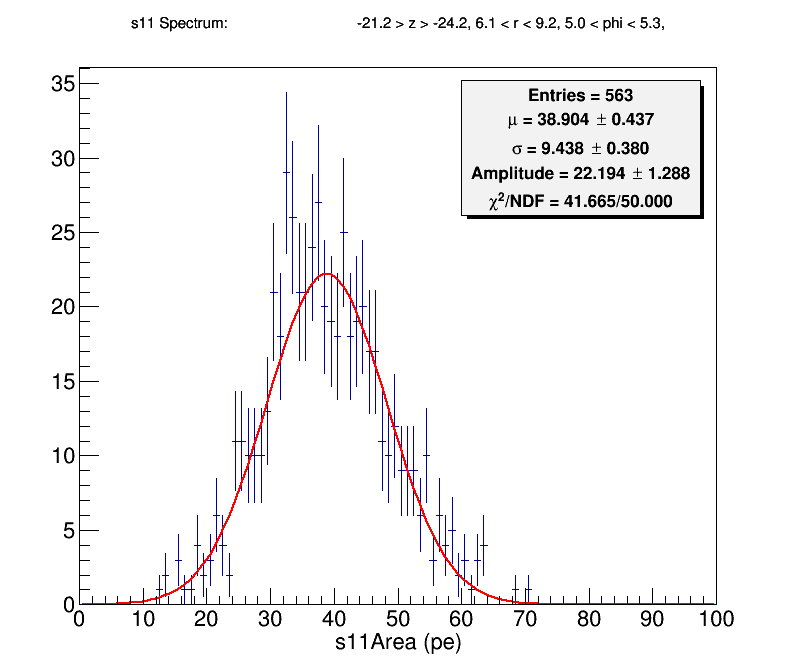 s11 Spectrum: -21.2 > z > -24.2, 6.1 < r < 9.2, 5.0 < phi < 5.3,
Entries = 563
μ = 38.904 ± 0.437
σ = 9.438 ± 0.380
Amplitude = 22.194 ± 1.288
χ²/NDF = 41.665/50.000
35
30
25
20
15
10
5
0
0 10 20 30 40 50 60 70 80 90 100
s11Area (pe)